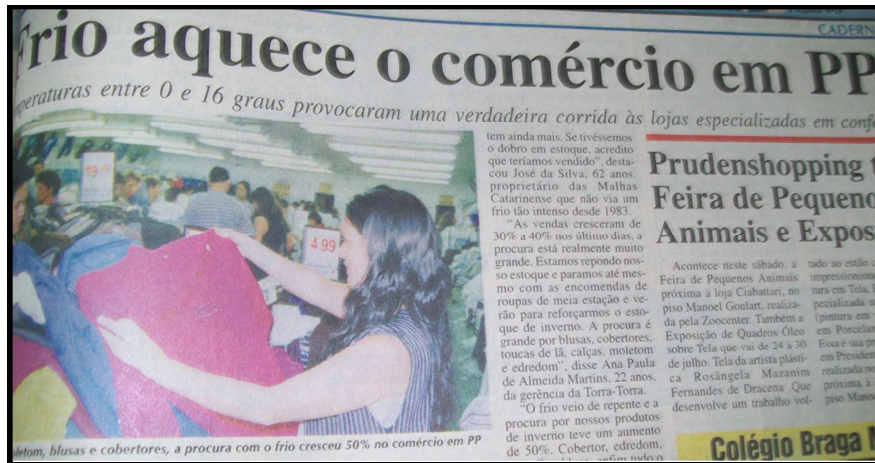 CADERN
Frio aquece o comércio em PP
peraturas entre 0 e 16 graus provocaram uma verdadeira corrida às lojas especializadas em conf
19,99
4,99
letom, blusas e cobertores, a procura com o frio cresceu 50% no comércio em PP
tem ainda mais. Se tivéssemos
o dobro em estoque, acredito
que teríamos vendido", desta-
cou José da Silva, 62 anos,
proprietário das Malhas
Catarinense que não via um
frio tão intenso desde 1983.
"As vendas cresceram de
30% a 40% nos último dias, a
procura está realmente muito
grande. Estamos repondo nos-
so estoque e paramos até mes-
mo com as encomendas de
roupas de meia estação e ve-
rão para reforçarmos o esto-
que de inverno. A procura é
grande por blusas, cobertores,
toucas de lã, calças, moletom
e edredom", disse Ana Paula
de Almeida Martins, 22 anos,
da gerência da Torra-Torra.
"O frio veio de repente e a
procura por nossos produtos
de inverno teve um aumento
de 50%. Cobertor, edredom,
enfim tudo o
Prudenshopping t
Feira de Pequeno
Animais e Expos
Acontece neste sábado, a
Feira de Pequenos Animais
próxima à loja Ciabattari, no
piso Manoel Goulart, realiza-
da pela Zoocenter. Também a
Exposição de Quadros Óleo
sobre Tela que vai de 24 à 30
de julho. Tela da artista plásti-
ca Rosângela Mazanim
Fernandes de Dracena .Que
desenvolve um trabalho vol-
tado ao estilo
impressionismo
tura em Tela,
pecializada
(pintura em
em Porcelan
Essa é sua pr
em Presiden
realizada no
próxima à
piso Mano
Colégio Braga